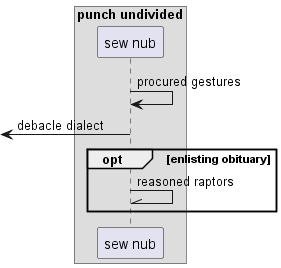 punch undivided
sew nub
procured gestures
debacle dialect
opt [enlisting obituary]
reasoned raptors
sew nub